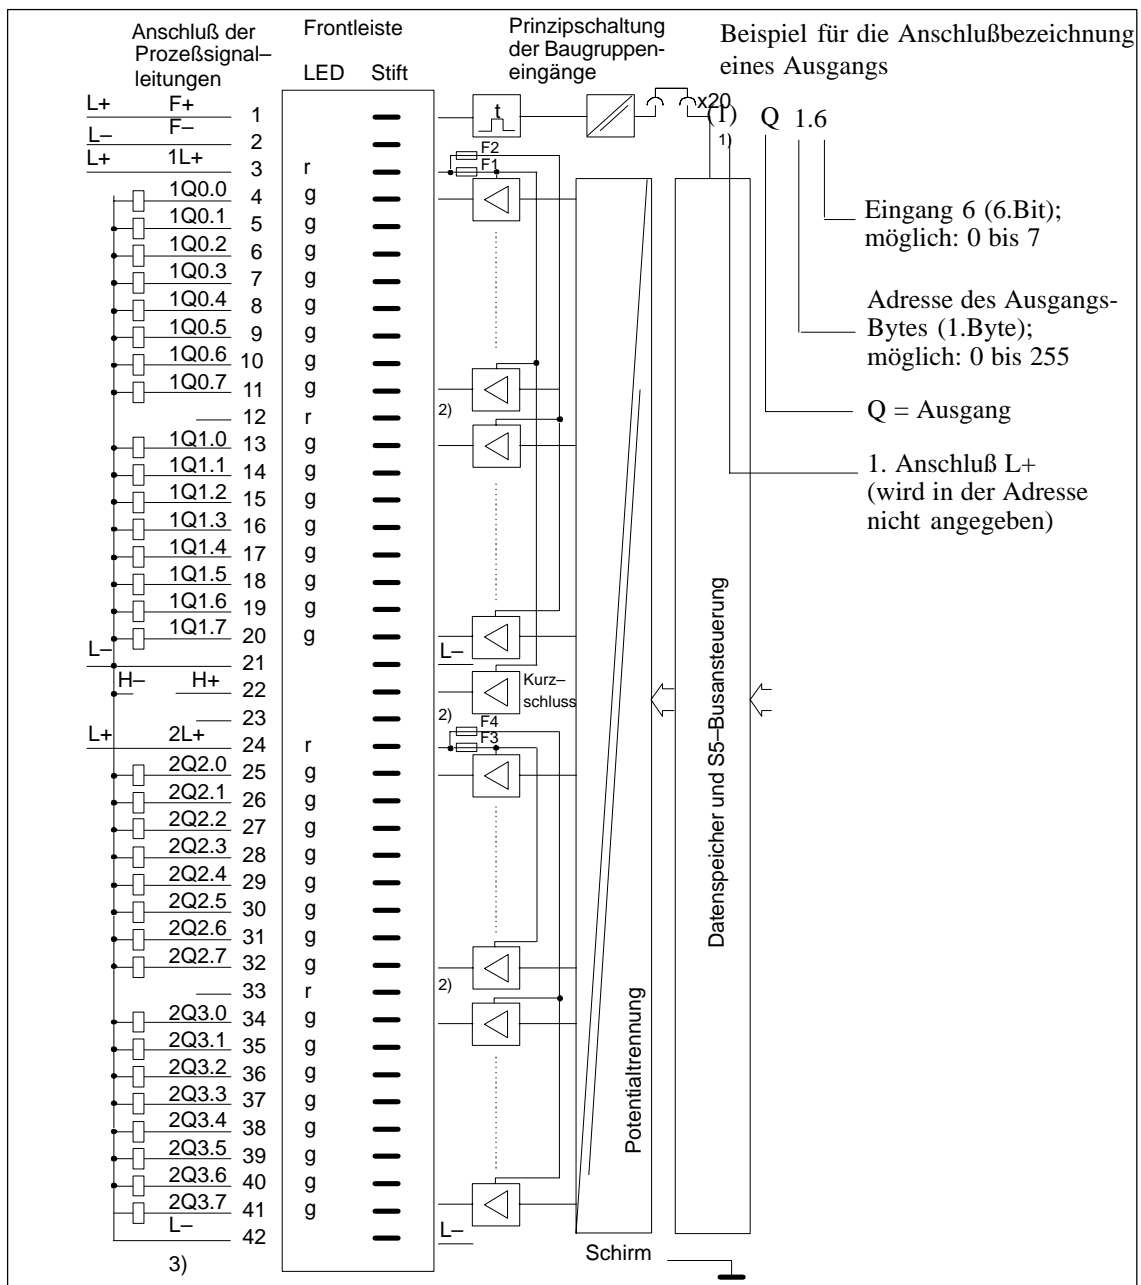 Anschluß der
Prozeßsignal–
leitungen
Frontleiste
LED Stift
Prinzipschaltung
der Baugruppen-
eingänge
Beispiel für die Anschlußbezeichnung
eines Ausgangs
L+ F+ 1 t x20 (1) Q 1.6
L– F– 2 1)
L+ 1L+ 3 r F2
F1
1Q0.0 4 g
1Q0.1 5 g
1Q0.2 6 g
1Q0.3 7 g
1Q0.4 8 g
1Q0.5 9 g
1Q0.6 10 g
1Q0.7 11 g
12 r 2)
1Q1.0 13 g
1Q1.1 14 g
1Q1.2 15 g
1Q1.3 16 g
1Q1.4 17 g
1Q1.5 18 g
1Q1.6 19 g
1Q1.7 20 g
L– 21 L–
H– H+ 22 Kurz–
schluss
23 2)
L+ 2L+ 24 r F4
F3
2Q2.0 25 g
2Q2.1 26 g
2Q2.2 27 g
2Q2.3 28 g
2Q2.4 29 g
2Q2.5 30 g
2Q2.6 31 g
2Q2.7 32 g
33 r 2)
2Q3.0 34 g
2Q3.1 35 g
2Q3.2 36 g
2Q3.3 37 g
2Q3.4 38 g
2Q3.5 39 g
2Q3.6 40 g
2Q3.7 41 g
L– 42 L–
3)
Potentialtrennung
Datenspeicher und S5–Busansteuerung
Schirm
Eingang 6 (6.Bit);
möglich: 0 bis 7
Adresse des Ausgangs-
Bytes (1.Byte);
möglich: 0 bis 255
Q = Ausgang
1. Anschluß L+
(wird in der Adresse
nicht angegeben)